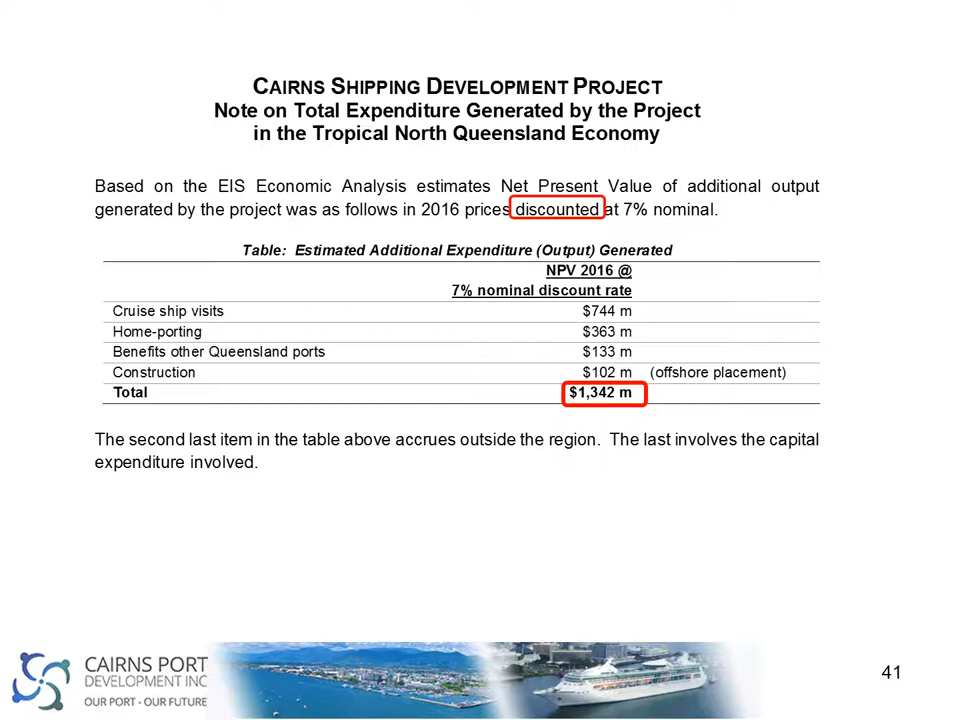 CAIRNS SHIPPING DEVELOPMENT PROJECT
Note on Total Expenditure Generated by the Project
in the Tropical North Queensland Economy
Based on the EIS Economic Analysis estimates Net Present Value of additional output
generated by the project was as follows in 2016 prices discounted at 7% nominal.
Table: Estimated Additional Expenditure (Output) Generated
NPV 2016 @
7% nominal discount rate
Cruise ship visits $744 m
Home-porting $363 m
Benefits other Queensland ports $133 m
Construction $102 m (offshore placement)
Total $1,342 m
The second last item in the table above accrues outside the region. The last involves the capital
expenditure involved.
CAIRNS PORT
DEVELOPMENT INC
OUR PORT - OUR FUTURE
41